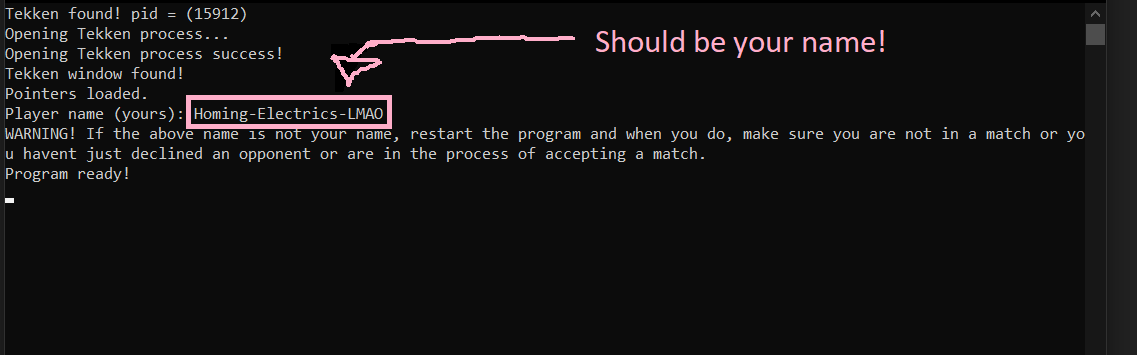 Tekken found! pid = (15912)
Opening Tekken process...
Should be your name!
Opening Tekken process success!
Tekken window found!
Pointers loaded.
Player name (yours): Homing-Electrics-LMAO
WARNING! If the above name is not your name, restart the program and when you do, make sure you are not in a match or yo
u havent just declined an opponent or are in the process of accepting a match.
Program ready!